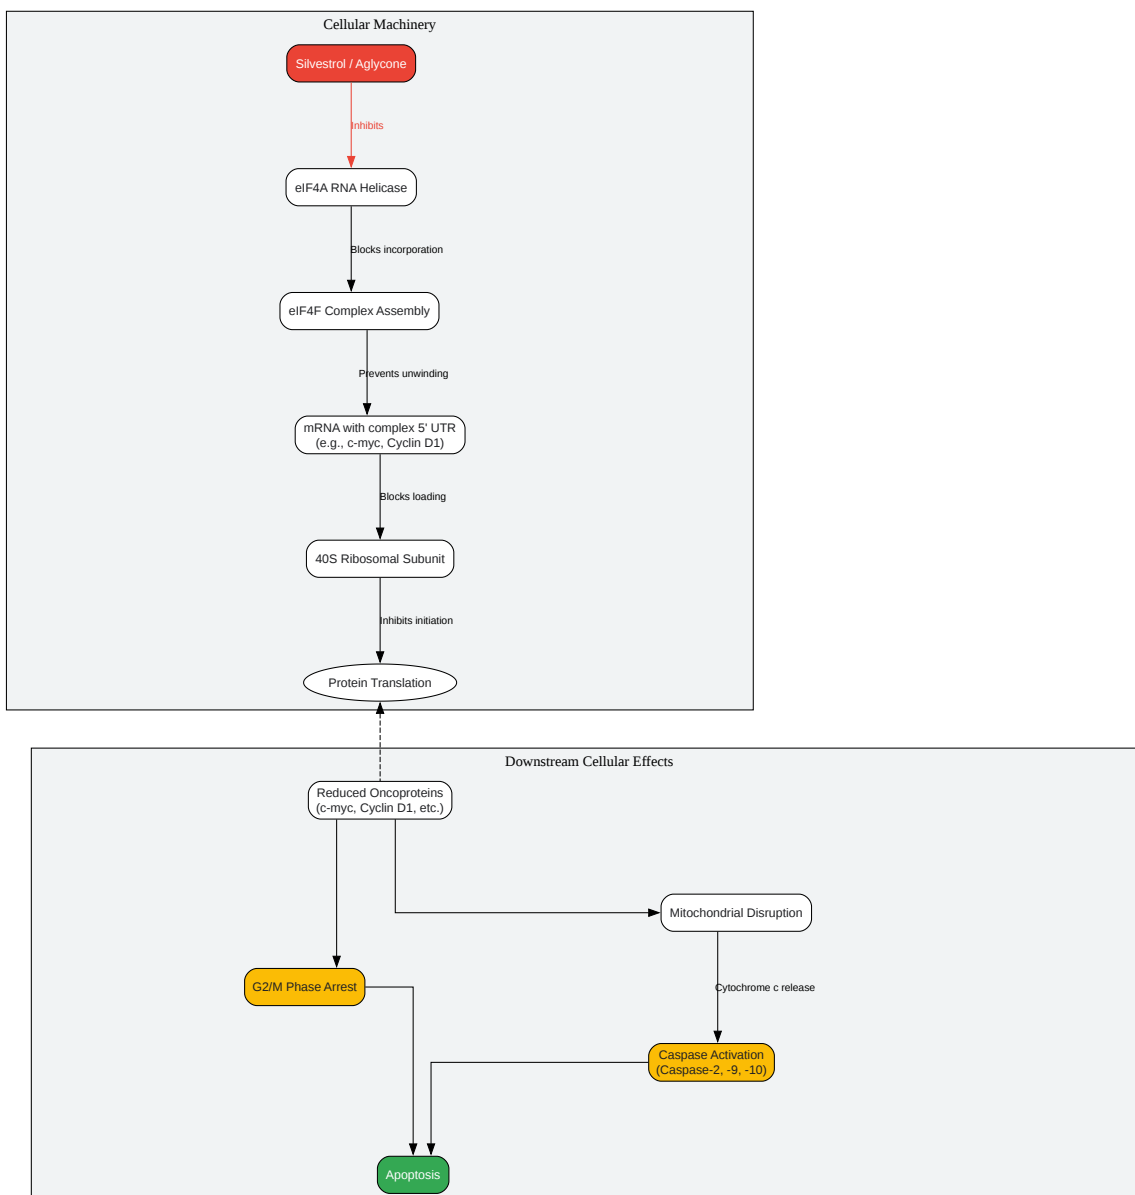 Cellular Machinery
Silvestrol / Aglycone
Inhibits
eIF4A RNA Helicase
Blocks incorporation
eIF4F Complex Assembly
Prevents unwinding
mRNA with complex 5' UTR
(e.g., c-myc, Cyclin D1)
Blocks loading
40S Ribosomal Subunit
Inhibits initiation
Protein Translation
Downstream Cellular Effects
Reduced Oncoproteins
(c-myc, Cyclin D1, etc.)
Mitochondrial Disruption
G2/M Phase Arrest
Cytochrome c release
Caspase Activation
(Caspase-2, -9, -10)
Apoptosis